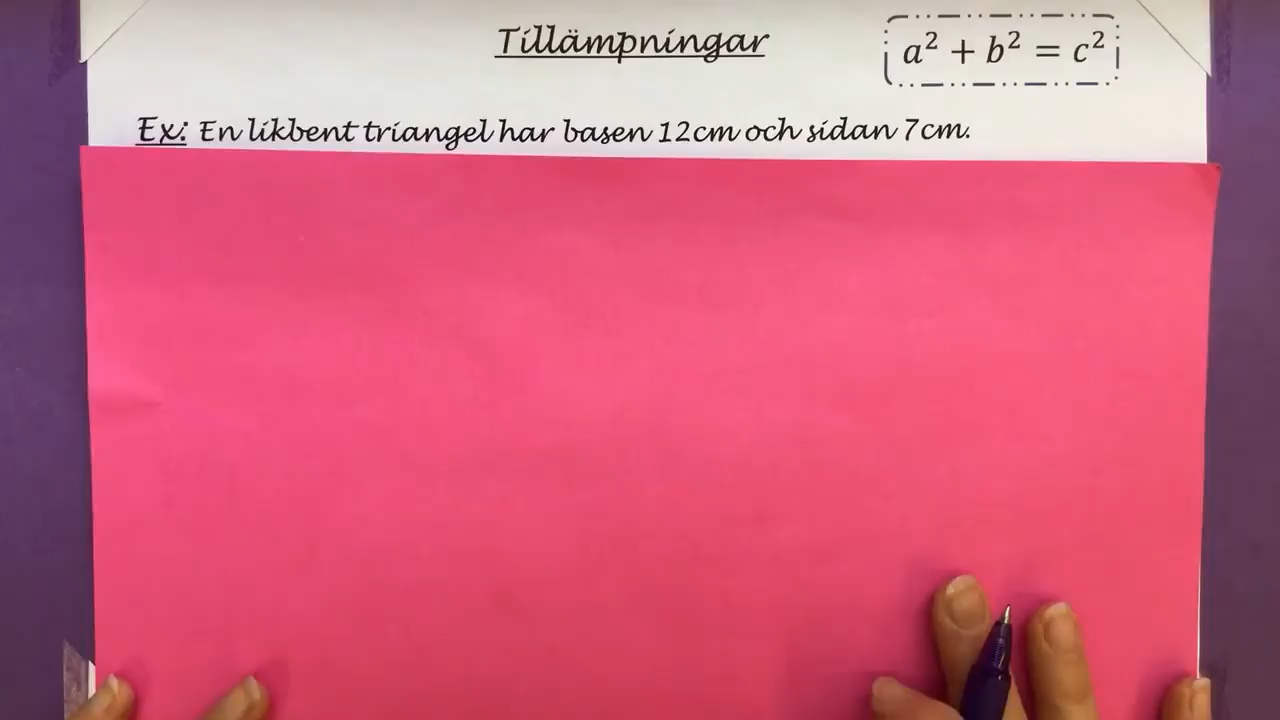 Tillämpningar
a² + b² = c²
Ex: En likbent triangel har basen 12cm och sidan 7cm.